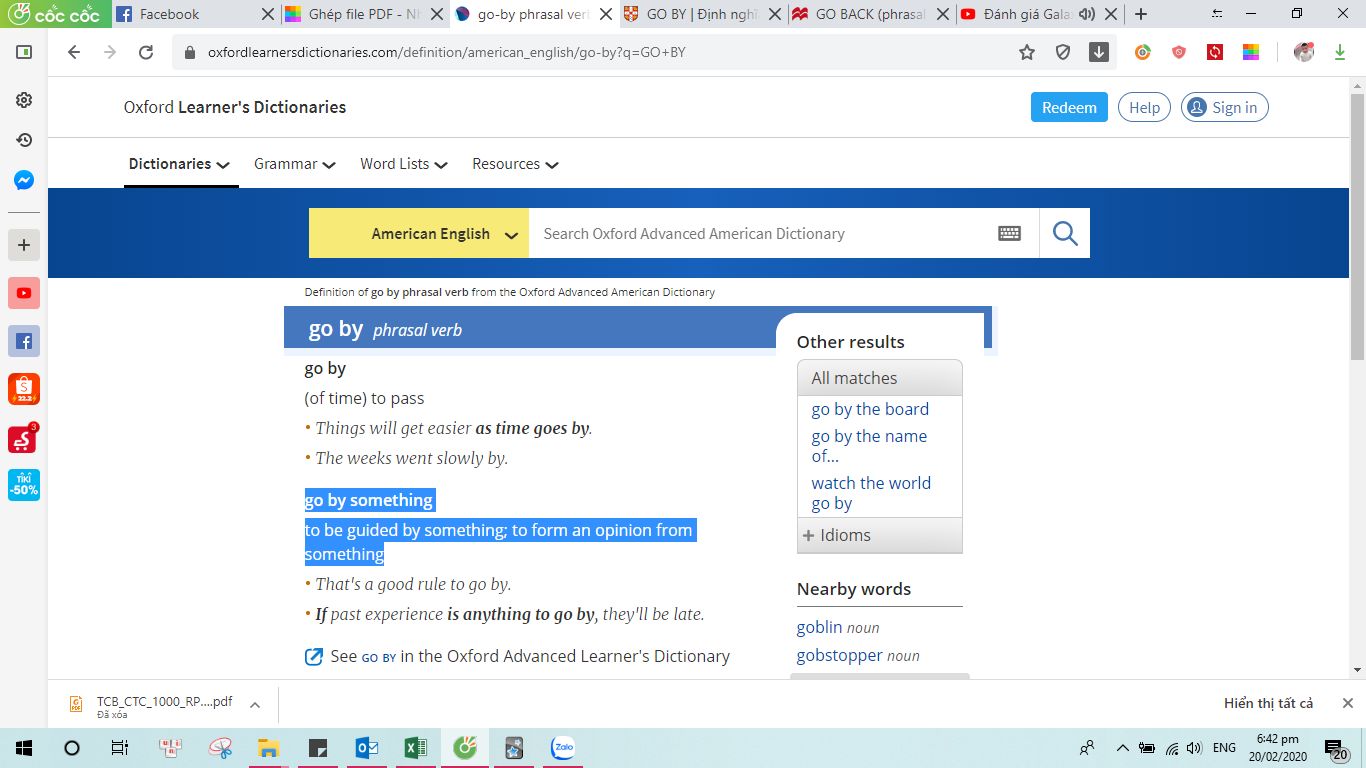 cốc cốc
Facebook
Ghép file PDF - Nh
go-by phrasal ver
GO BY | Định nghĩ
GO BACK (phrasal
Đánh giá Gala
oxfordlearnersdictionaries.com/definition/american_english/go-by?q=GO+BY
Oxford Learner's Dictionaries
Redeem
Help
Sign in
Dictionaries
Grammar
Word Lists
Resources
American English
Search Oxford Advanced American Dictionary
Definition of go by phrasal verb from the Oxford Advanced American Dictionary
go by phrasal verb
go by
(of time) to pass
• Things will get easier as time goes by.
• The weeks went slowly by.
go by something
to be guided by something; to form an opinion from
something
• That's a good rule to go by.
• If past experience is anything to go by, they'll be late.
See GO BY in the Oxford Advanced Learner's Dictionary
Other results
All matches
go by the board
go by the name
of...
watch the world
go by
+ Idioms
Nearby words
goblin noun
gobstopper noun
22.2
3
TIKI
-50%
TCB_CTC_1000_RP....pdf
Đã xóa
Hiển thị tất cả
Zalo
ENG
6:42 pm
20/02/2020
20